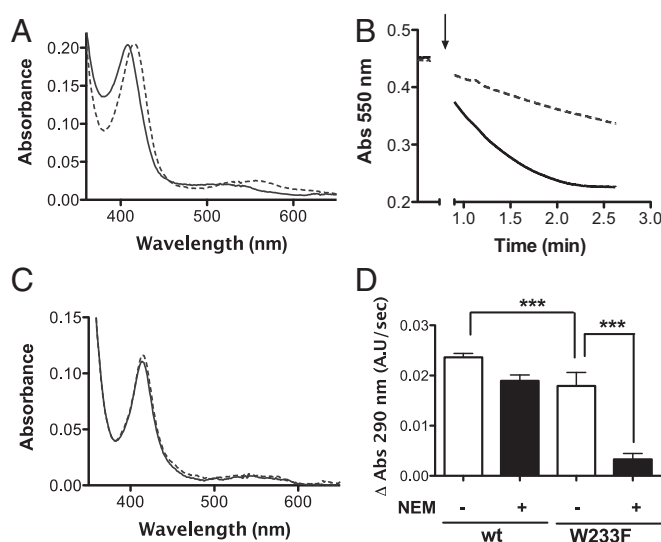 A
0.20
0.15
0.10
0.05
0.00
Absorbance
400
500
600
Wavelength (nm)
B
0.5
0.4
0.3
0.2
Abs 550 nm
1.0
1.5
2.0
2.5
3.0
Time (min)
C
0.15
0.10
0.05
0.00
Absorbance
400
500
600
Wavelength (nm)
D
0.03
0.02
0.01
0.00
Δ Abs 290 nm (A.U/sec)
***
***
NEM - + - +
wt W233F